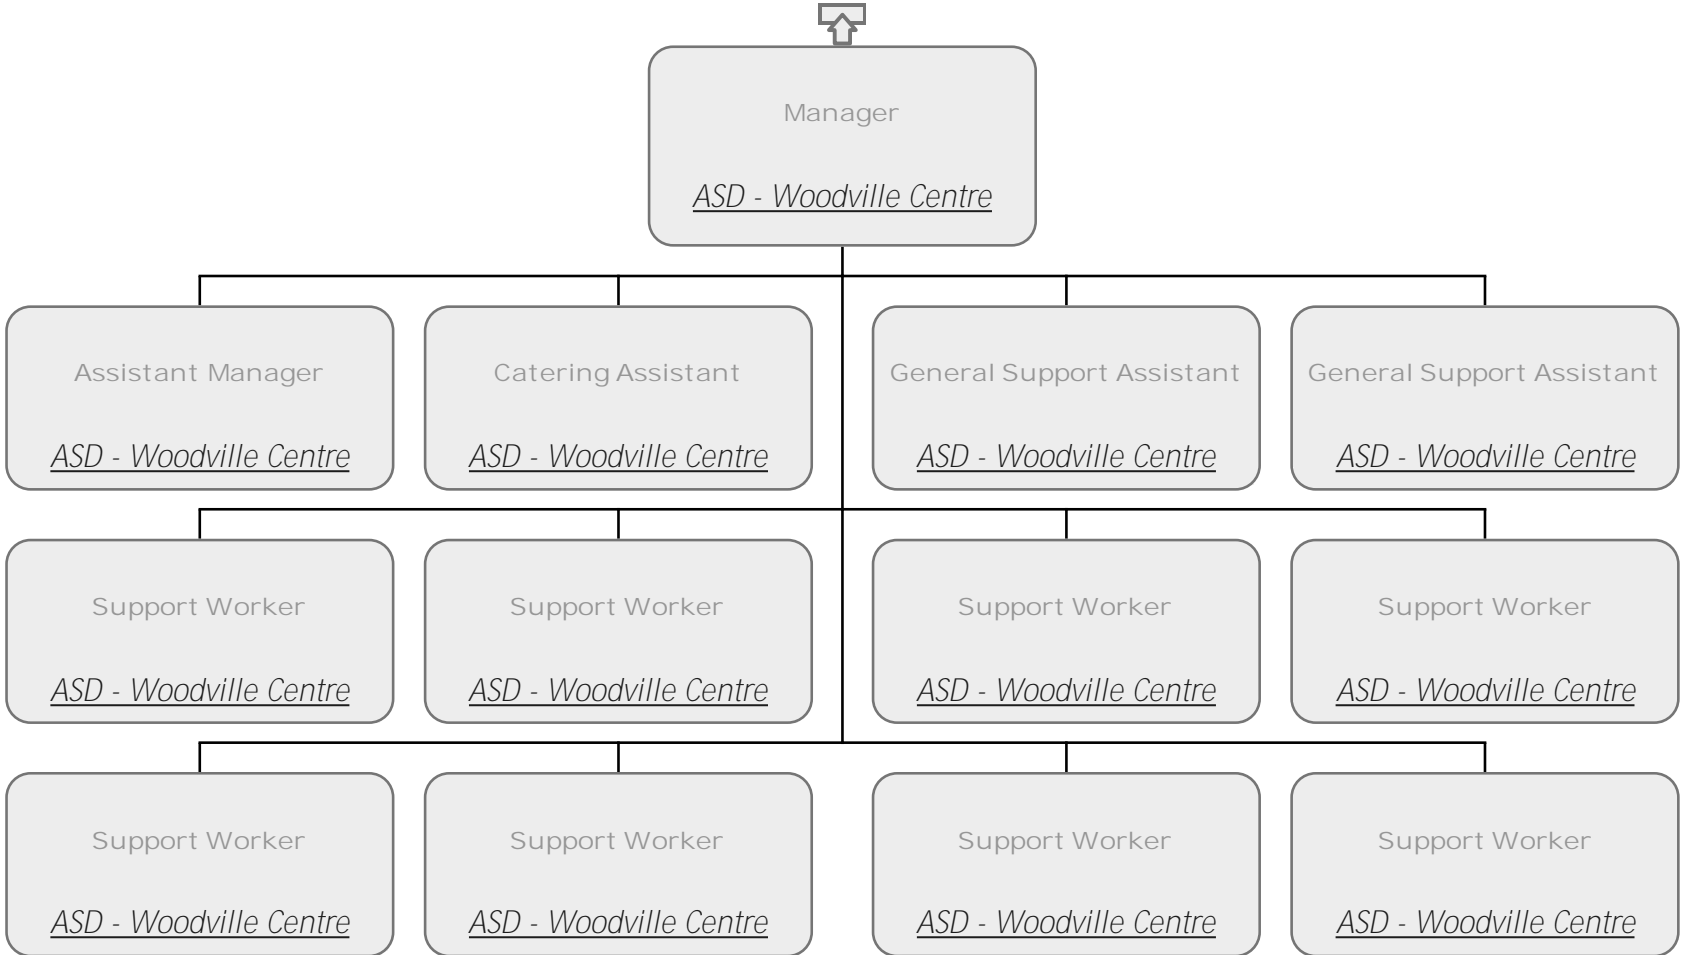 Manager
ASD - Woodville Centre
Assistant Manager
ASD - Woodville Centre
Catering Assistant
ASD - Woodville Centre
General Support Assistant
ASD - Woodville Centre
General Support Assistant
ASD - Woodville Centre
Support Worker
ASD - Woodville Centre
Support Worker
ASD - Woodville Centre
Support Worker
ASD - Woodville Centre
Support Worker
ASD - Woodville Centre
Support Worker
ASD - Woodville Centre
Support Worker
ASD - Woodville Centre
Support Worker
ASD - Woodville Centre
Support Worker
ASD - Woodville Centre